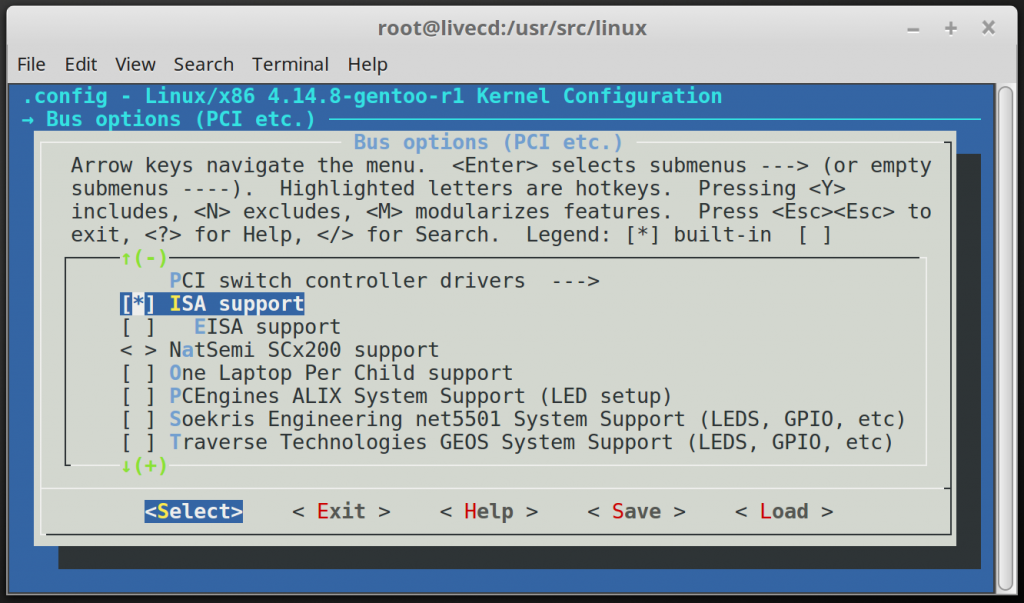 root@livecd:/usr/src/linux
File Edit View Search Terminal Help
.config - Linux/x86 4.14.8-gentoo-r1 Kernel Configuration
→ Bus options (PCI etc.)
Bus options (PCI etc.)
Arrow keys navigate the menu.  <Enter> selects submenus ---> (or empty
submenus ----).  Highlighted letters are hotkeys.  Pressing <Y>
includes, <N> excludes, <M> modularizes features.  Press <Esc><Esc> to
exit, <?> for Help, </> for Search.  Legend: [*] built-in  [ ]
↑(-)
PCI switch controller drivers  --->
[*] ISA support
[ ]   EISA support
< > NatSemi SCx200 support
[ ] One Laptop Per Child support
[ ] PCEngines ALIX System Support (LED setup)
[ ] Soekris Engineering net5501 System Support (LEDS, GPIO, etc)
[ ] Traverse Technologies GEOS System Support (LEDS, GPIO, etc)
↓(+)
<Select>    < Exit >    < Help >    < Save >    < Load >